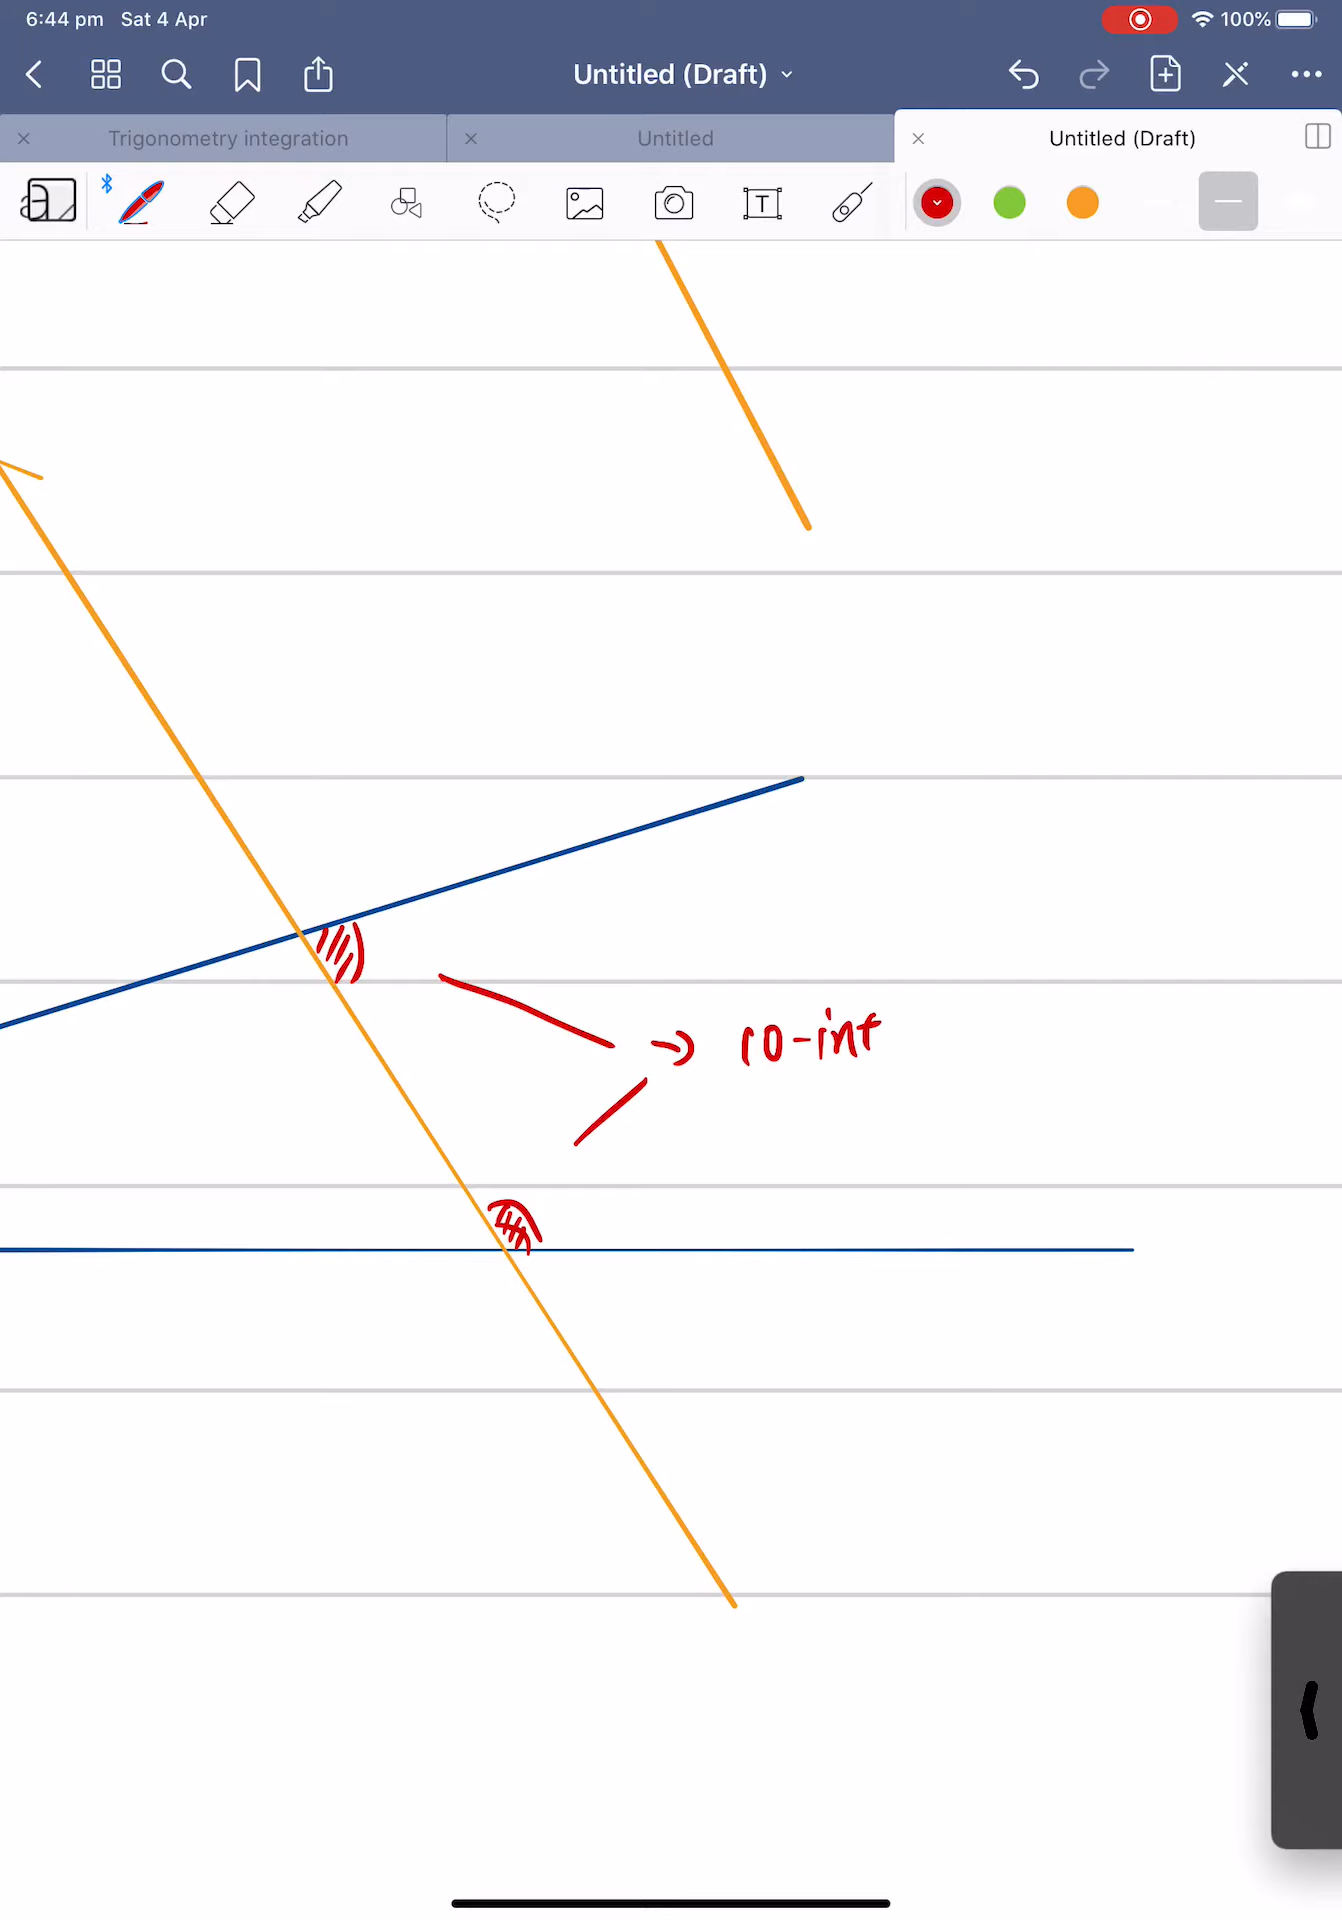 6:44 pm Sat 4 Apr 100%
Untitled (Draft)
Trigonometry integration Untitled Untitled (Draft)
a T
co-int